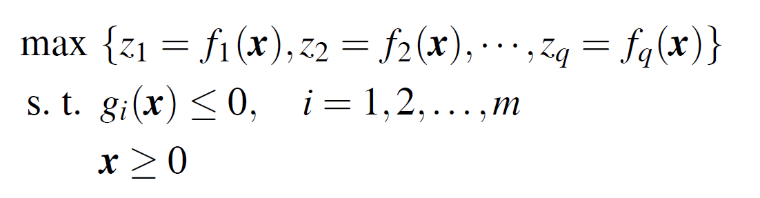 max {z₁ = f₁(x), z₂ = f₂(x), ⋯, z_q = f_q(x)}
s. t. gᵢ(x) ≤ 0, i = 1,2,...,m
x ≥ 0